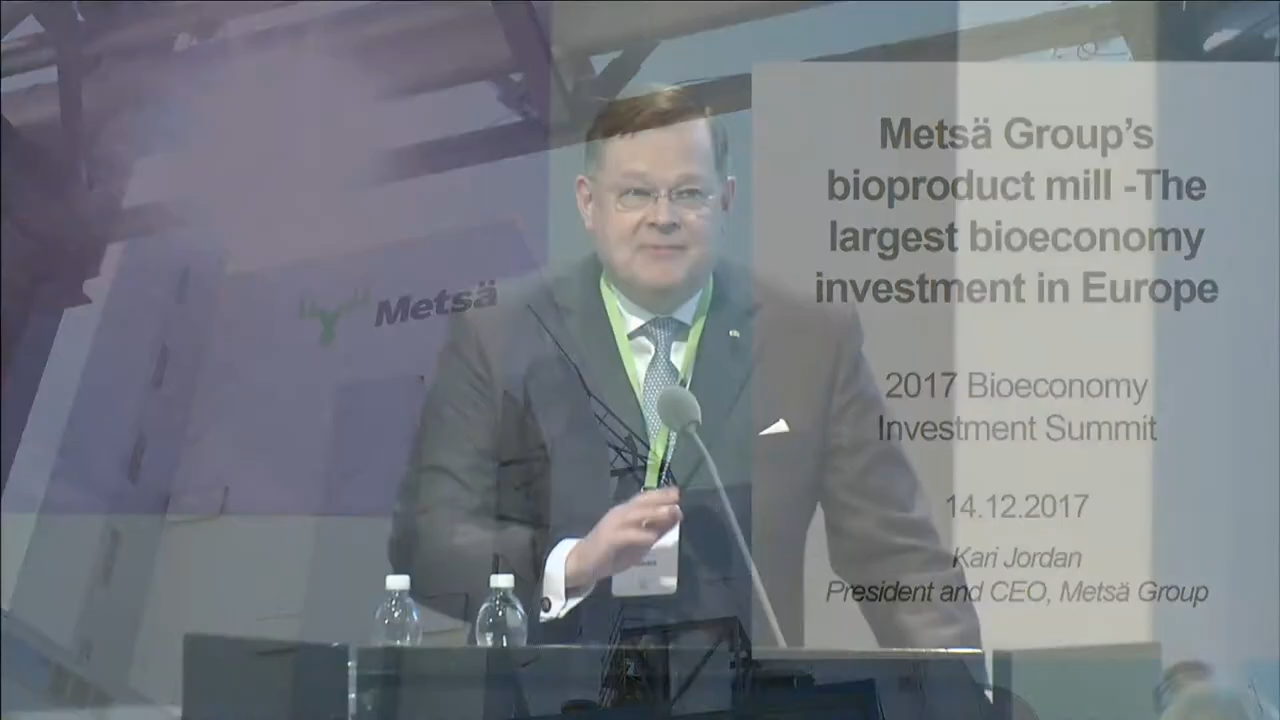 Metsä
Metsä Group’s
bioproduct mill -The
largest bioeconomy
investment in Europe
2017 Bioeconomy
Investment Summit
14.12.2017
Kari Jordan
President and CEO, Metsä Group